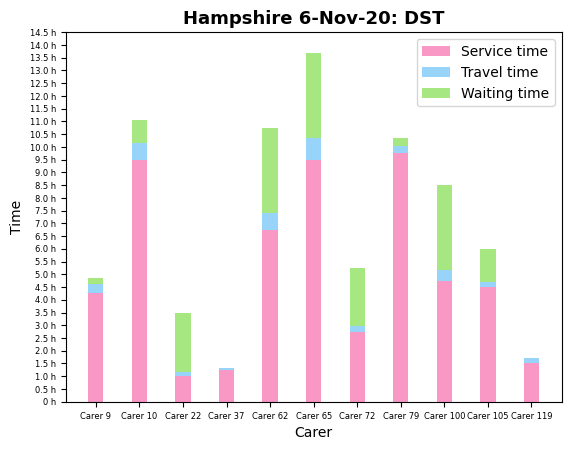 Hampshire 6-Nov-20: DST
Service time
Travel time
Waiting time
Time
14.5 h
14.0 h
13.5 h
13.0 h
12.5 h
12.0 h
11.5 h
11.0 h
10.5 h
10.0 h
9.5 h
9.0 h
8.5 h
8.0 h
7.5 h
7.0 h
6.5 h
6.0 h
5.5 h
5.0 h
4.5 h
4.0 h
3.5 h
3.0 h
2.5 h
2.0 h
1.5 h
1.0 h
0.5 h
0 h
Carer 9 Carer 10 Carer 22 Carer 37 Carer 62 Carer 65 Carer 72 Carer 79 Carer 100 Carer 105 Carer 119
Carer